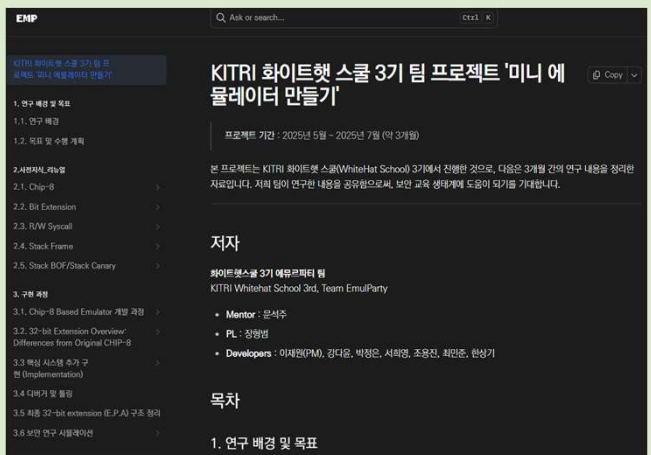 EMP
Ask or search...
Ctrl K
KITRI 화이트햇 스쿨 3기 팀 프
로젝트 '미니 에뮬레이터 만들기'
1. 연구 배경 및 목표
1.1. 연구 배경
1.2. 목표 및 수행 계획
2.사전지식_리뉴얼
2.1. Chip-8
2.2. Bit Extension
2.3. R/W Syscall
2.4. Stack Frame
2.5. Stack BOF/Stack Canary
3. 구현 과정
3.1. Chip-8 Based Emulator 개발 과정
3.2. 32-bit Extension Overview:
Differences from Original CHIP-8
3.3 핵심 시스템 추가 구
현 (Implementation)
3.4 디버거 및 툴링
3.5 최종 32-bit extension (E.P.A) 구조 정리
3.6 보안 연구 시뮬레이션
KITRI 화이트햇 스쿨 3기 팀 프로젝트 '미니 에
뮬레이터 만들기'
Copy
프로젝트 기간 : 2025년 5월 – 2025년 7월 (약 3개월)
본 프로젝트는 KITRI 화이트햇 스쿨(WhiteHat School) 3기에서 진행한 것으로, 다음은 3개월 간의 연구 내용을 정리한
자료입니다. 저희 팀이 연구한 내용을 공유함으로써, 보안 교육 생태계에 도움이 되기를 기대합니다.
저자
화이트햇스쿨 3기 에뮤르파티 팀
KITRI Whitehat School 3rd, Team EmulParty
Mentor : 문석주
PL : 장형범
Developers : 이재원(PM), 강다윤, 박정은, 서희영, 조용진, 최민준, 한상기
목차
1. 연구 배경 및 목표